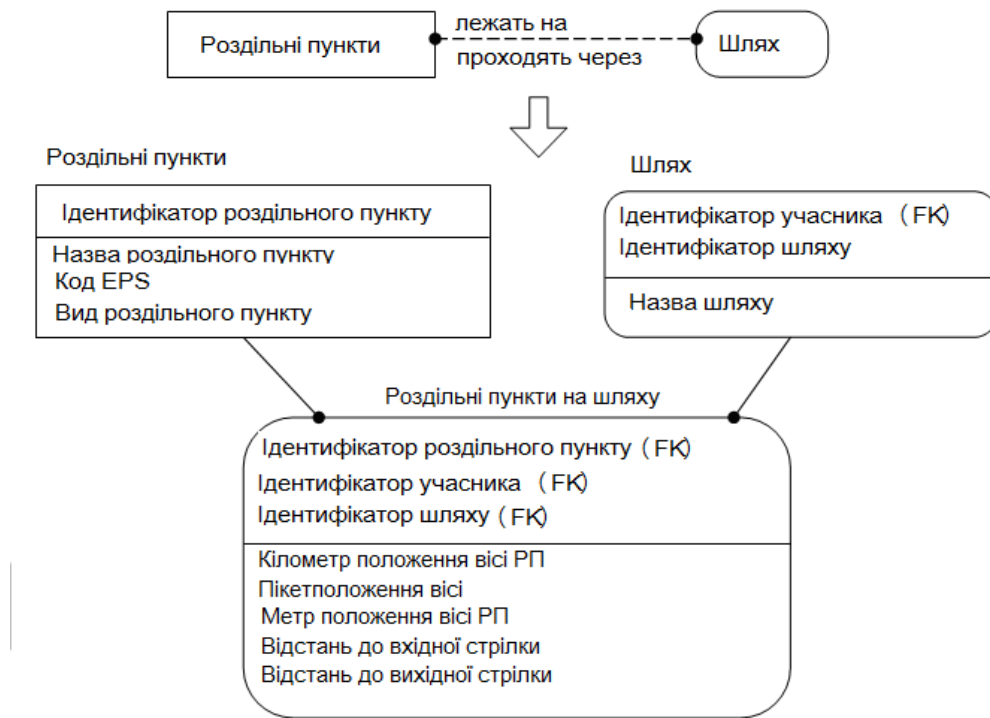 Роздільні пункти
лежать на
проходять через
Шлях
Роздільні пункти
Ідентифікатор роздільного пункту
Назва роздільного пункту
Код EPS
Вид роздільного пункту
Шлях
Ідентифікатор учасника (FK)
Ідентифікатор шляху
Назва шляху
Роздільні пункти на шляху
Ідентифікатор роздільного пункту (FK)
Ідентифікатор учасника (FK)
Ідентифікатор шляху (FK)
Кілометр положення вісі РП
Пікетположення вісі
Метр положення вісі РП
Відстань до вхідної стрілки
Відстань до вихідної стрілки